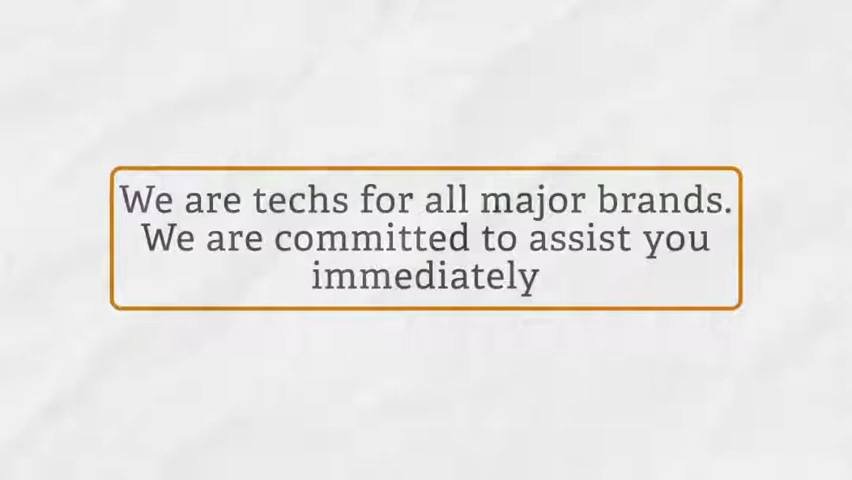 We are techs for all major brands.
We are committed to assist you
immediately